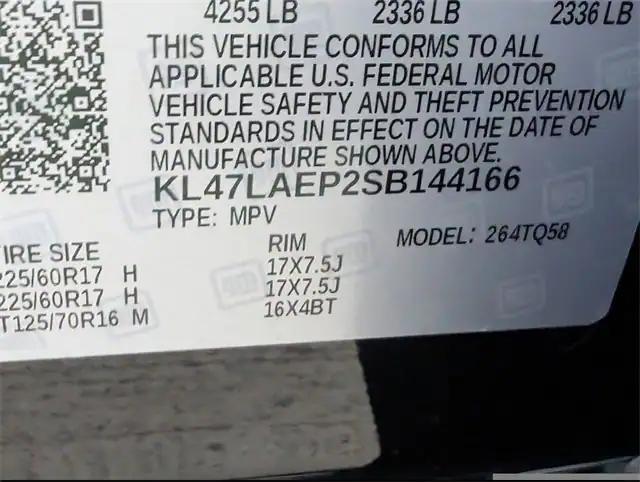 4255 LB 2336 LB 2336 LB
THIS VEHICLE CONFORMS TO ALL
APPLICABLE U.S. FEDERAL MOTOR
VEHICLE SAFETY AND THEFT PREVENTION
STANDARDS IN EFFECT ON THE DATE OF
MANUFACTURE SHOWN ABOVE.
KL47LAEP2SB144166
TYPE: MPV
MODEL: 264TQ58
IRE SIZE RIM
225/60R17 H 17X7.5J
225/60R17 H 17X7.5J
T125/70R16 M 16X4BT